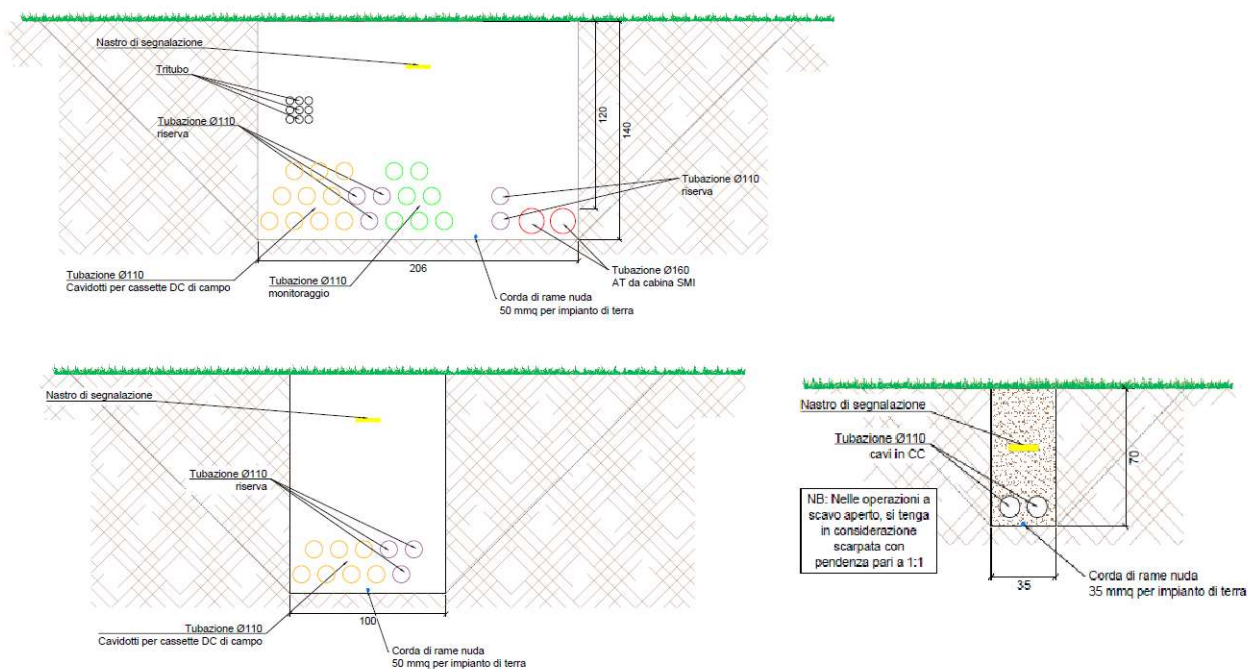 Nastro di segnalazione
Tritubo
Tubazione Ø110
riserva
120
140
Tubazione Ø110
riserva
206
Tubazione Ø110
Cavidotti per cassette DC di campo
Tubazione Ø110
monitoraggio
Corda di rame nuda
50 mmq per impianto di terra
Tubazione Ø160
AT da cabina SMI
Nastro di segnalazione
Tubazione Ø110
riserva
100
Tubazione Ø110
Cavidotti per cassette DC di campo
Corda di rame nuda
50 mmq per impianto di terra
Nastro di segnalazione
Tubazione Ø110
cavi in CC
70
NB: Nelle operazioni a
scavo aperto, si tenga
in considerazione
scarpata con
pendenza pari a 1:1
35
Corda di rame nuda
35 mmq per impianto di terra